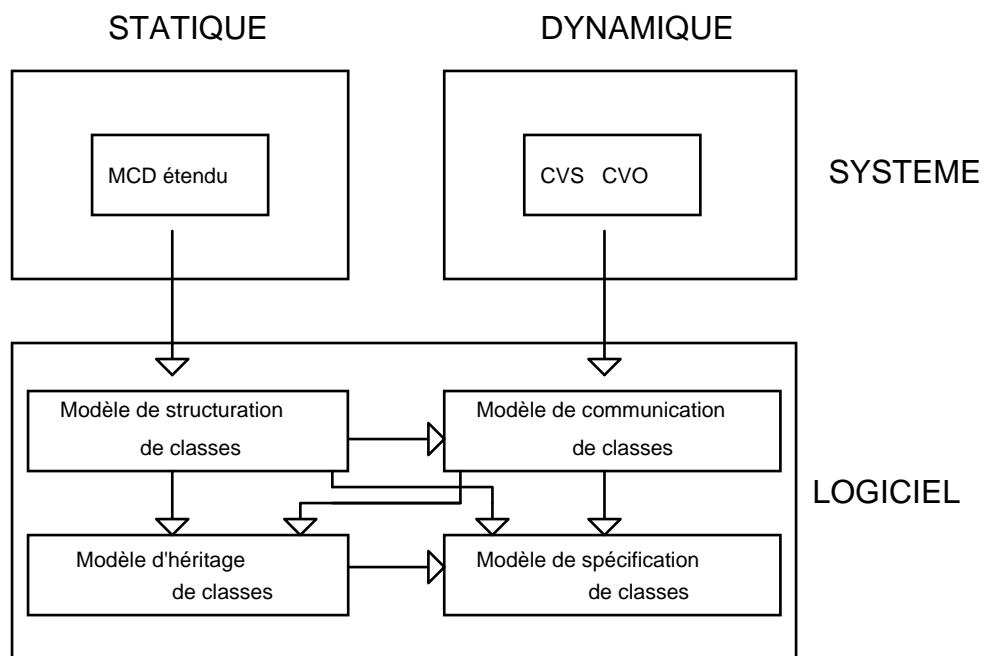 STATIQUE
DYNAMIQUE
MCD étendu
CVS CVO
SYSTEME
Modèle de structuration
de classes
Modèle de communication
de classes
LOGICIEL
Modèle d'héritage
de classes
Modèle de spécification
de classes